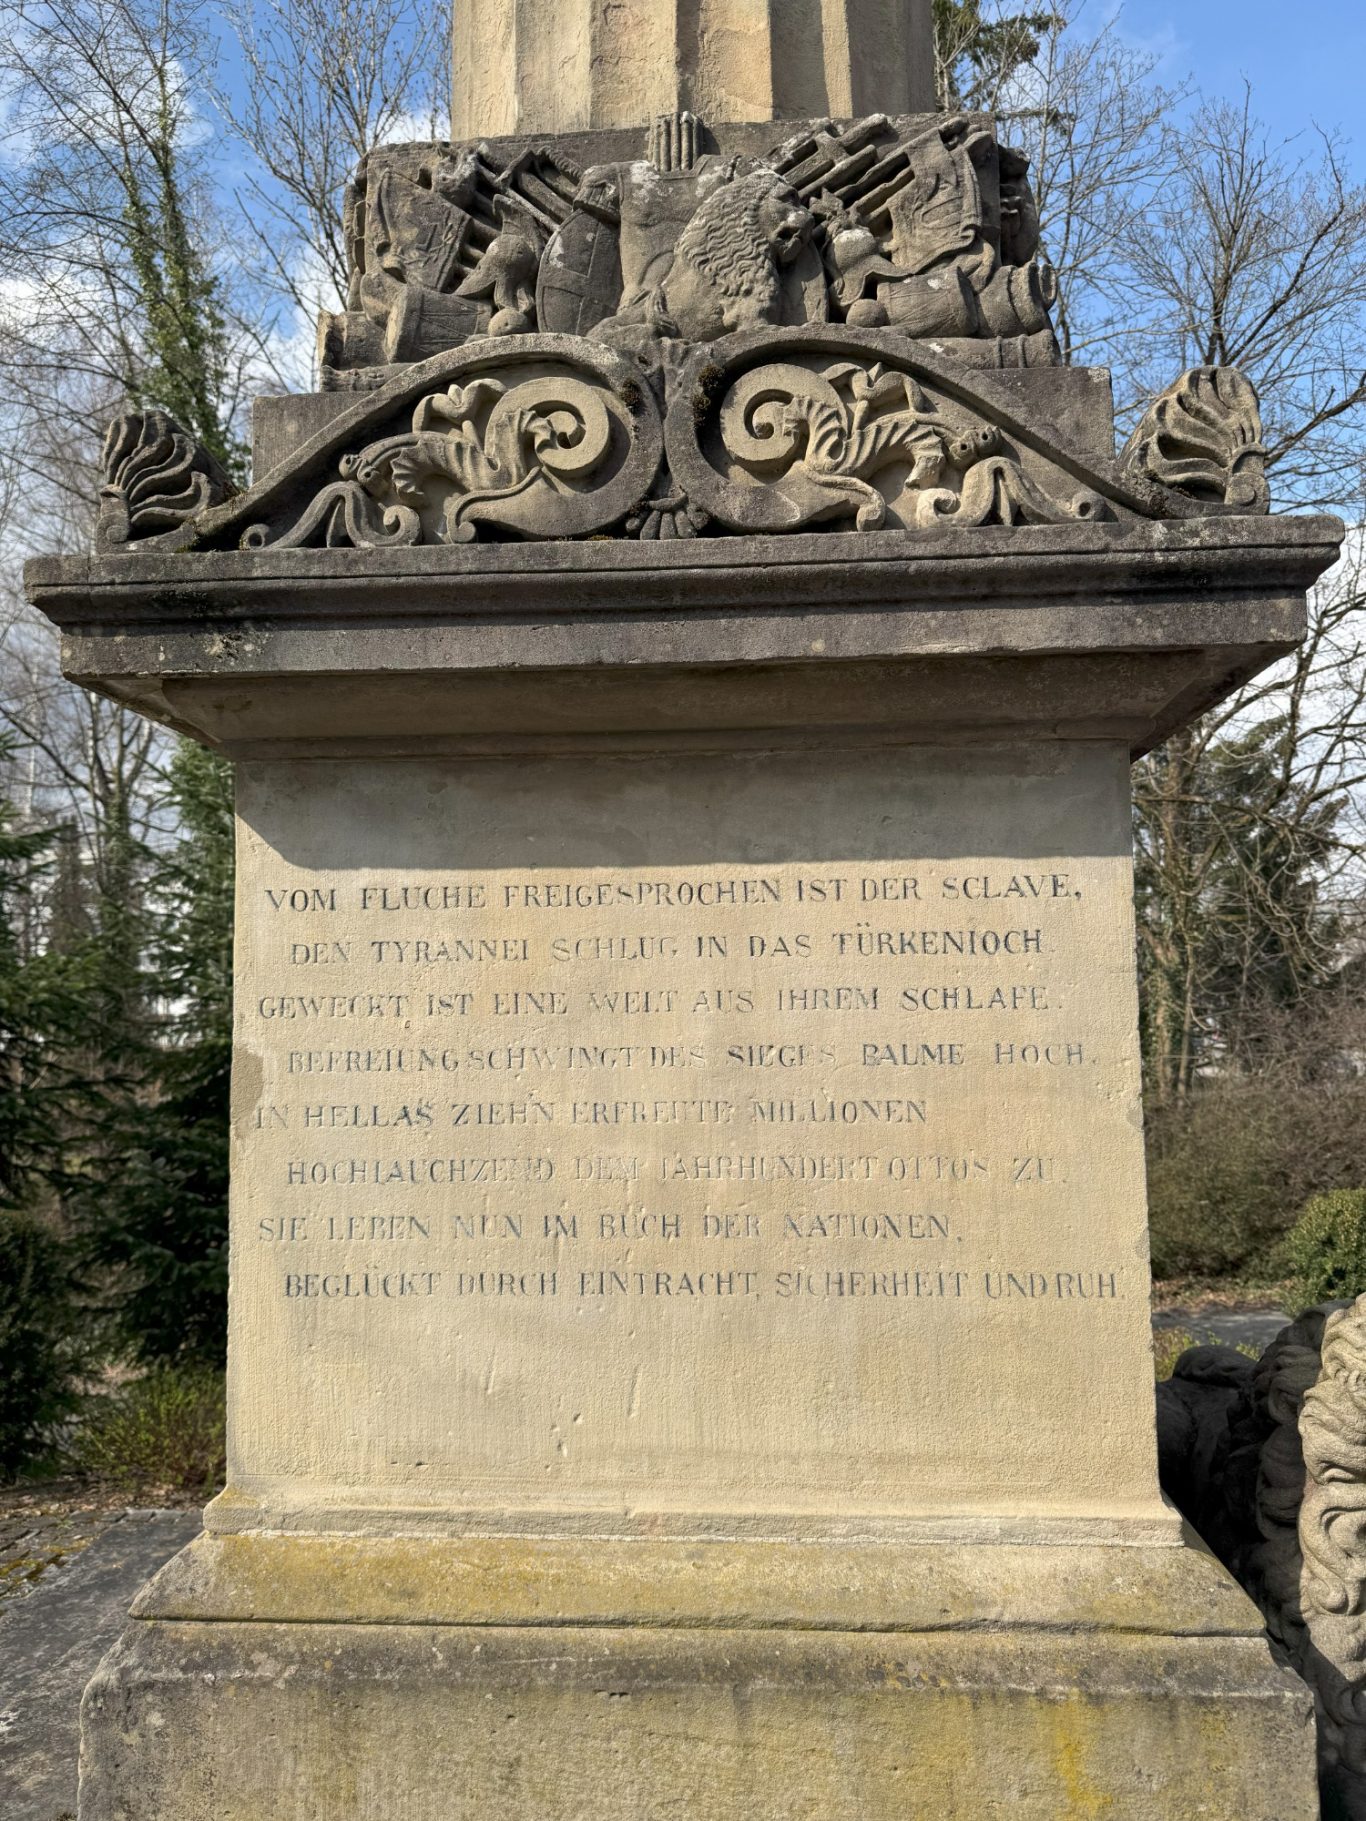 VOM FLUCHE FREIGESPROCHEN IST DER SCLAVE,
DEN TYRANNEI SCHLUG IN DAS TÜRKENIOCH.
GEWECKT IST EINE WELT AUS IHREM SCHLAFE.
BEFREIUNG SCHWINGT DES SIEGES PALME HOCH.
IN HELLAS ZIEHN ERFREUTE MILLIONEN
HOCHIAUCHZEND DEM IAHRHUNDERT OTTOS ZU.
SIE LEBEN NUN IM BUCH DER NATIONEN,
BEGLÜCKT DURCH EINTRACHT, SICHERHEIT UND RUH.